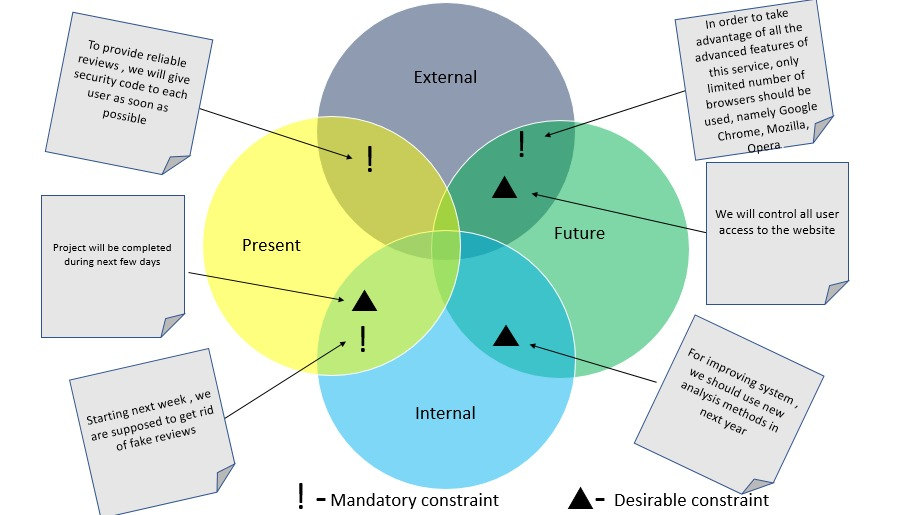 To provide reliable
reviews , we will give
security code to each
user as soon as
possible
External
In order to take
advantage of all the
advanced features of
this service, only
limited number of
browsers should be
used, namely Google
Chrome, Mozilla,
Opera
!
!
We will control all user
access to the website
Present
Future
Project will be completed
during next few days
!
Starting next week , we
are supposed to get rid
of fake reviews
For improving system ,
we should use new
analysis methods in
next year
Internal
! – Mandatory constraint
– Desirable constraint